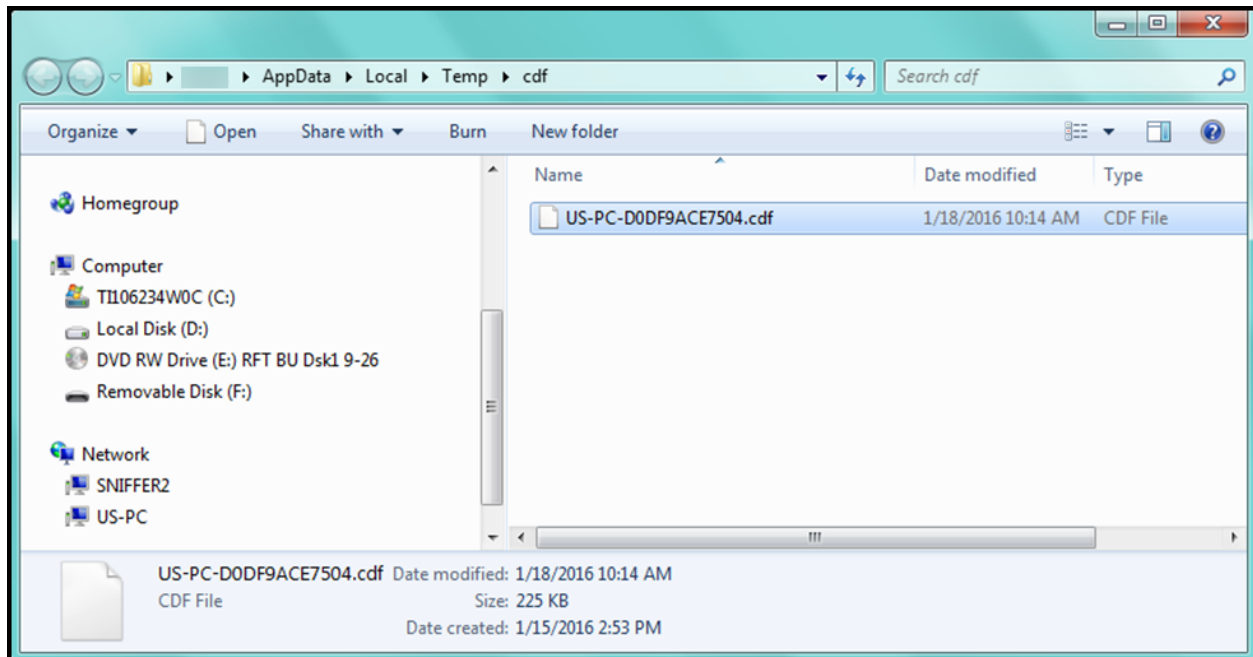 AppData Local Temp cdf Search cdf
Organize Open Share with Burn New folder
Name Date modified Type
Homegroup
US-PC-D0DF9ACE7504.cdf 1/18/2016 10:14 AM CDF File
Computer
TI106234W0C (C:)
Local Disk (D:)
DVD RW Drive (E:) RFT BU Dsk1 9-26
Removable Disk (F:)
Network
SNIFFER2
US-PC
US-PC-D0DF9ACE7504.cdf Date modified: 1/18/2016 10:14 AM
CDF File Size: 225 KB
Date created: 1/15/2016 2:53 PM